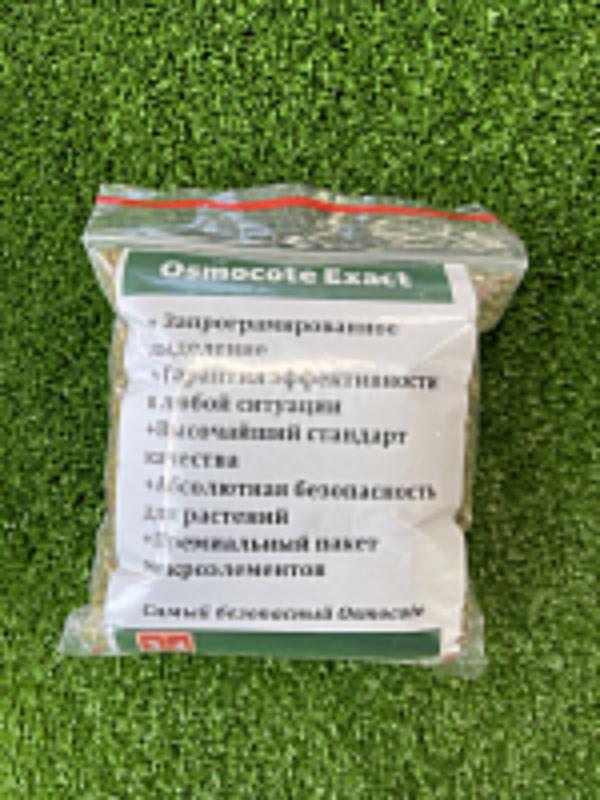 Osmocote Exact
• Запрограммированное
выделение
• Гарантия эффективности
в любой ситуации
•Высочайший стандарт
качества
•Абсолютная безопасность
для растений
•Премиальный пакет
микроэлементов
Самый безопасный Osmocote